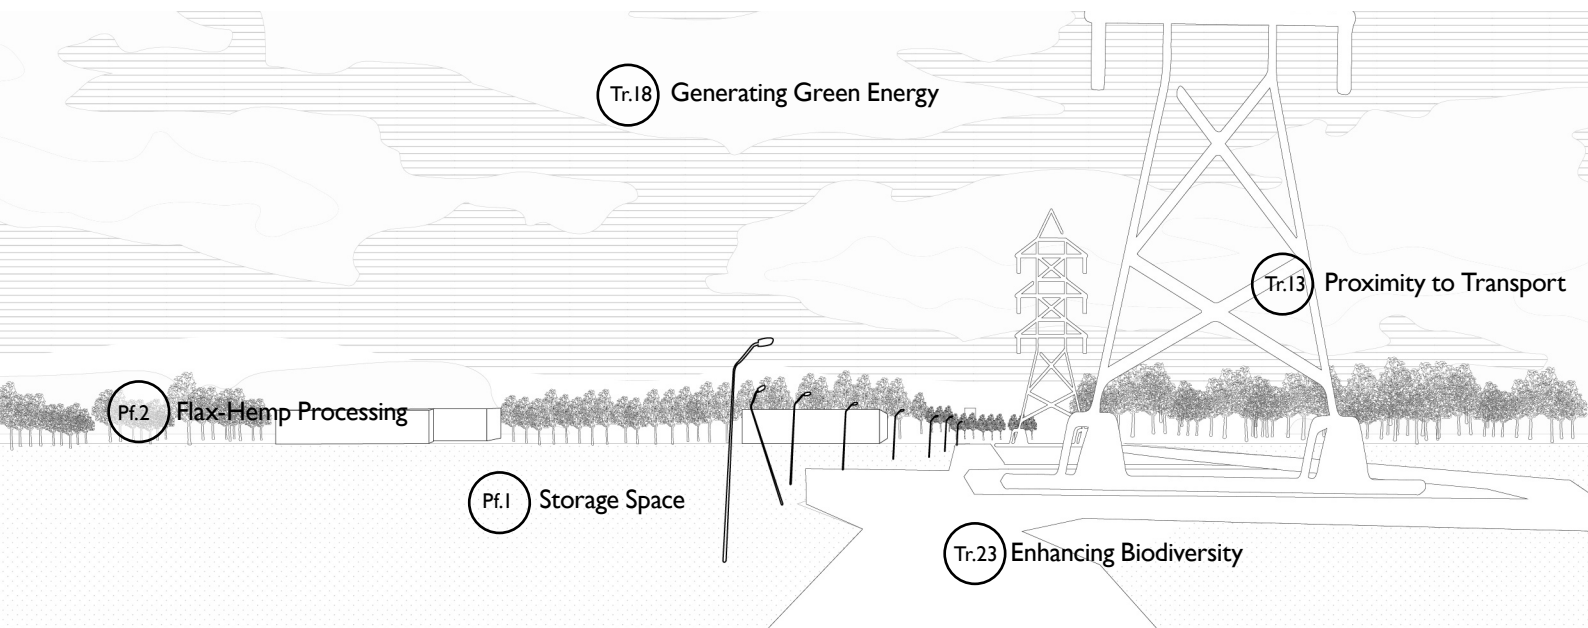 Tr.18 Generating Green Energy
Tr.13 Proximity to Transport
Pf.2 Flax-Hemp Processing
Pf.1 Storage Space
Tr.23 Enhancing Biodiversity